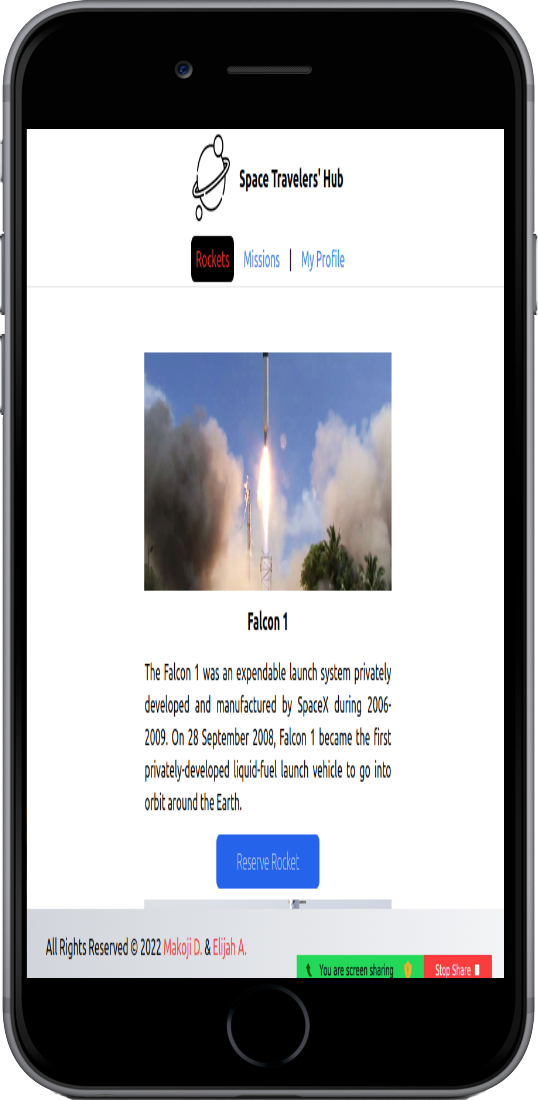 Space Travelers' Hub
Rockets Missions | My Profile
Falcon 1
The Falcon 1 was an expendable launch system privately
developed and manufactured by SpaceX during 2006-
2009. On 28 September 2008, Falcon 1 became the first
privately-developed liquid-fuel launch vehicle to go into
orbit around the Earth.
Reserve Rocket
All Rights Reserved © 2022 Makoji D. & Elijah A.
You are screen sharing Stop Share